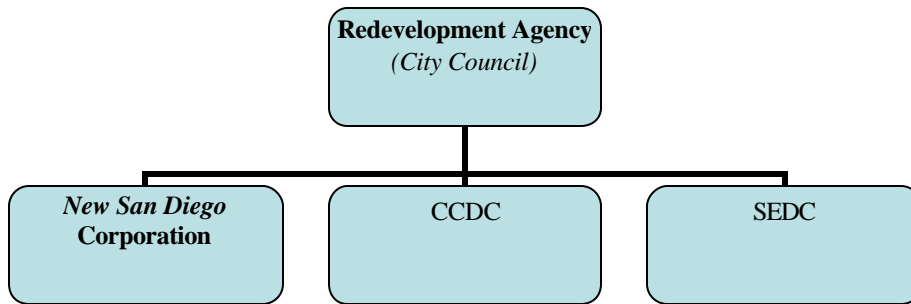 Redevelopment Agency
(City Council)
New San Diego
Corporation
CCDC
SEDC